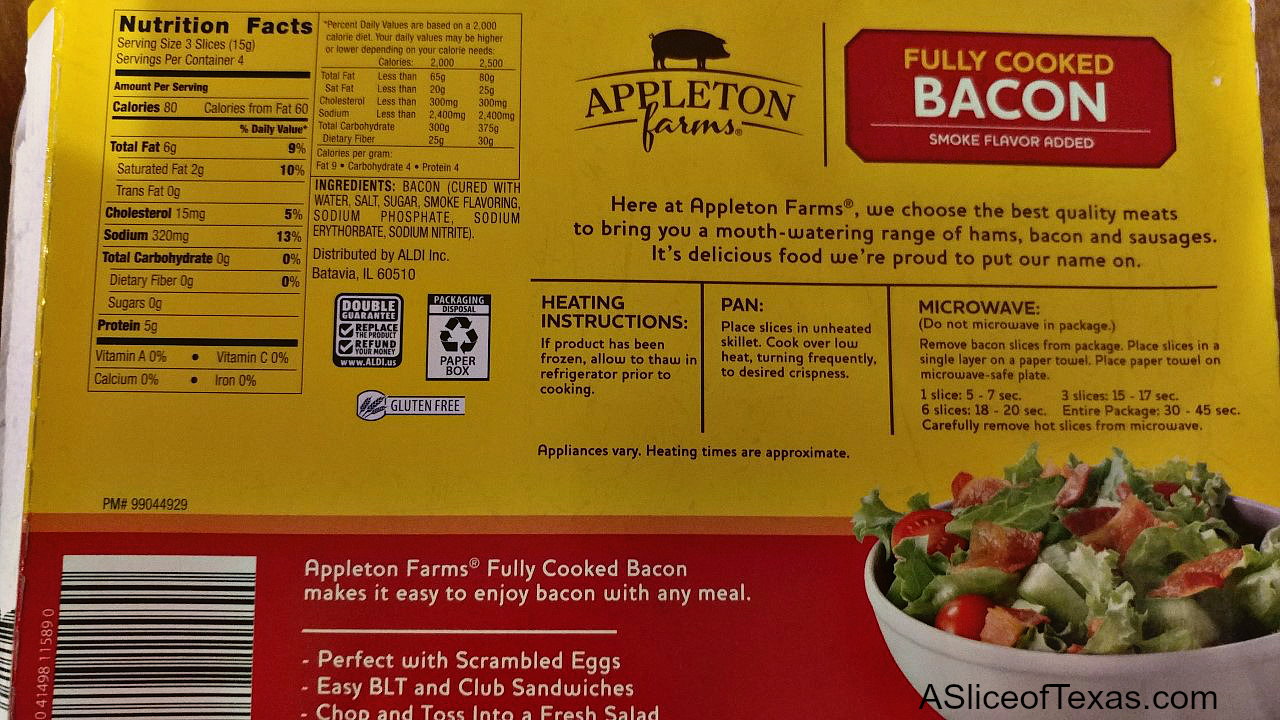 Nutrition Facts
Serving Size 3 Slices (15g)
Servings Per Container 4
Amount Per Serving
Calories 80 Calories from Fat 60
% Daily Value*
Total Fat 6g 9%
Saturated Fat 2g 10%
Trans Fat 0g
Cholesterol 15mg 5%
Sodium 320mg 13%
Total Carbohydrate 0g 0%
Dietary Fiber 0g 0%
Sugars 0g
Protein 5g
Vitamin A 0% • Vitamin C 0%
Calcium 0% • Iron 0%
*Percent Daily Values are based on a 2,000
calorie diet. Your daily values may be higher
or lower depending on your calorie needs:
Calories: 2,000 2,500
Total Fat Less than 65g 80g
Sat Fat Less than 20g 25g
Cholesterol Less than 300mg 300mg
Sodium Less than 2,400mg 2,400mg
Total Carbohydrate 300g 375g
Dietary Fiber 25g 30g
Calories per gram:
Fat 9 • Carbohydrate 4 • Protein 4
INGREDIENTS: BACON (CURED WITH
WATER, SALT, SUGAR, SMOKE FLAVORING,
SODIUM PHOSPHATE, SODIUM
ERYTHORBATE, SODIUM NITRITE).
Distributed by ALDI Inc.
Batavia, IL 60510
DOUBLE
GUARANTEE
REPLACE
THE PRODUCT
REFUND
YOUR MONEY
www.ALDI.us
PACKAGING
DISPOSAL
PAPER
BOX
GLUTEN FREE
PM# 99044929
APPLETON
farms®
FULLY COOKED
BACON
SMOKE FLAVOR ADDED
Here at Appleton Farms®, we choose the best quality meats
to bring you a mouth-watering range of hams, bacon and sausages.
It's delicious food we're proud to put our name on.
HEATING
INSTRUCTIONS:
If product has been
frozen, allow to thaw in
refrigerator prior to
cooking.
PAN:
Place slices in unheated
skillet. Cook over low
heat, turning frequently,
to desired crispness.
MICROWAVE:
(Do not microwave in package.)
Remove bacon slices from package. Place slices in a
single layer on a paper towel. Place paper towel on
microwave-safe plate.
1 slice: 5 - 7 sec. 3 slices: 15 - 17 sec.
6 slices: 18 - 20 sec. Entire Package: 30 - 45 sec.
Carefully remove hot slices from microwave.
Appliances vary. Heating times are approximate.
0 41498 11589 0
Appleton Farms® Fully Cooked Bacon
makes it easy to enjoy bacon with any meal.
- Perfect with Scrambled Eggs
- Easy BLT and Club Sandwiches
- Chop and Toss Into a Fresh Salad
ASliceofTexas.com